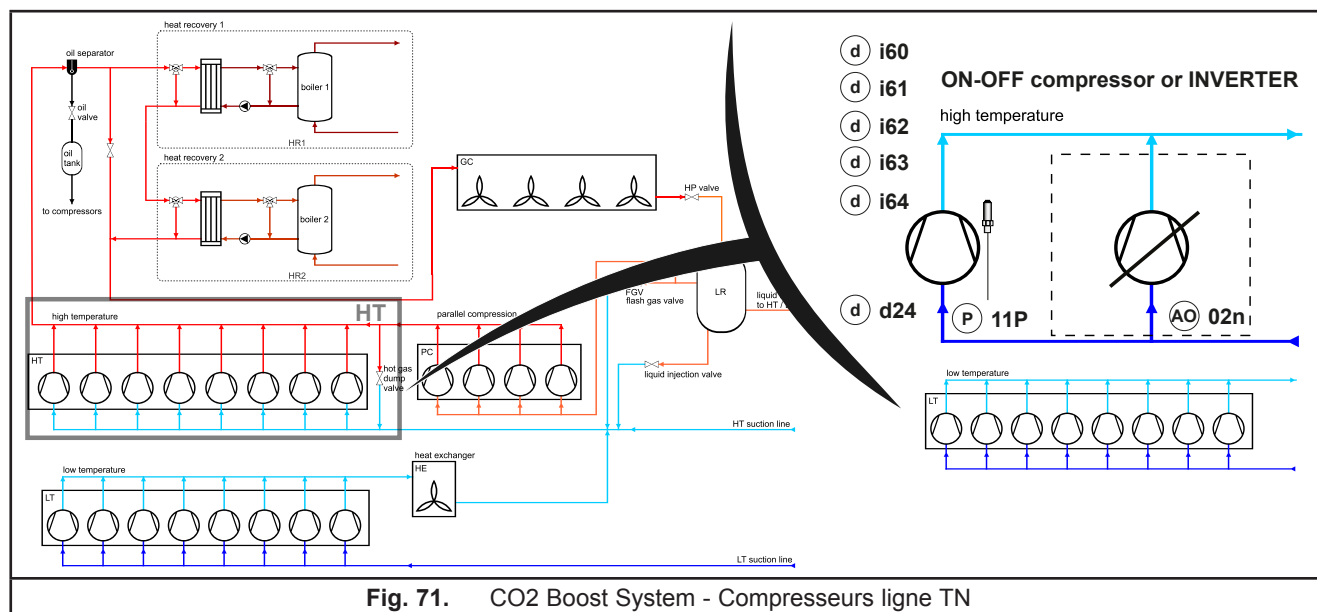 heat recovery 1
oil separator
boiler 1
oil
valve
oil
tank
HR1
to compressors
heat recovery 2
boiler 2
HR2
GC
HP valve
FGV
flash gas valve
LR
liquid
to HT /
HT
high temperature
parallel compression
HT
PC
hot gas
dump
valve
liquid injection valve
HT suction line
low temperature
heat exchanger
HE
LT
LT suction line
d i60
d i61
d i62
d i63
d i64
d d24
ON-OFF compressor or INVERTER
high temperature
P 11P
AO 02n
low temperature
LT
Fig. 71. CO2 Boost System - Compresseurs ligne TN